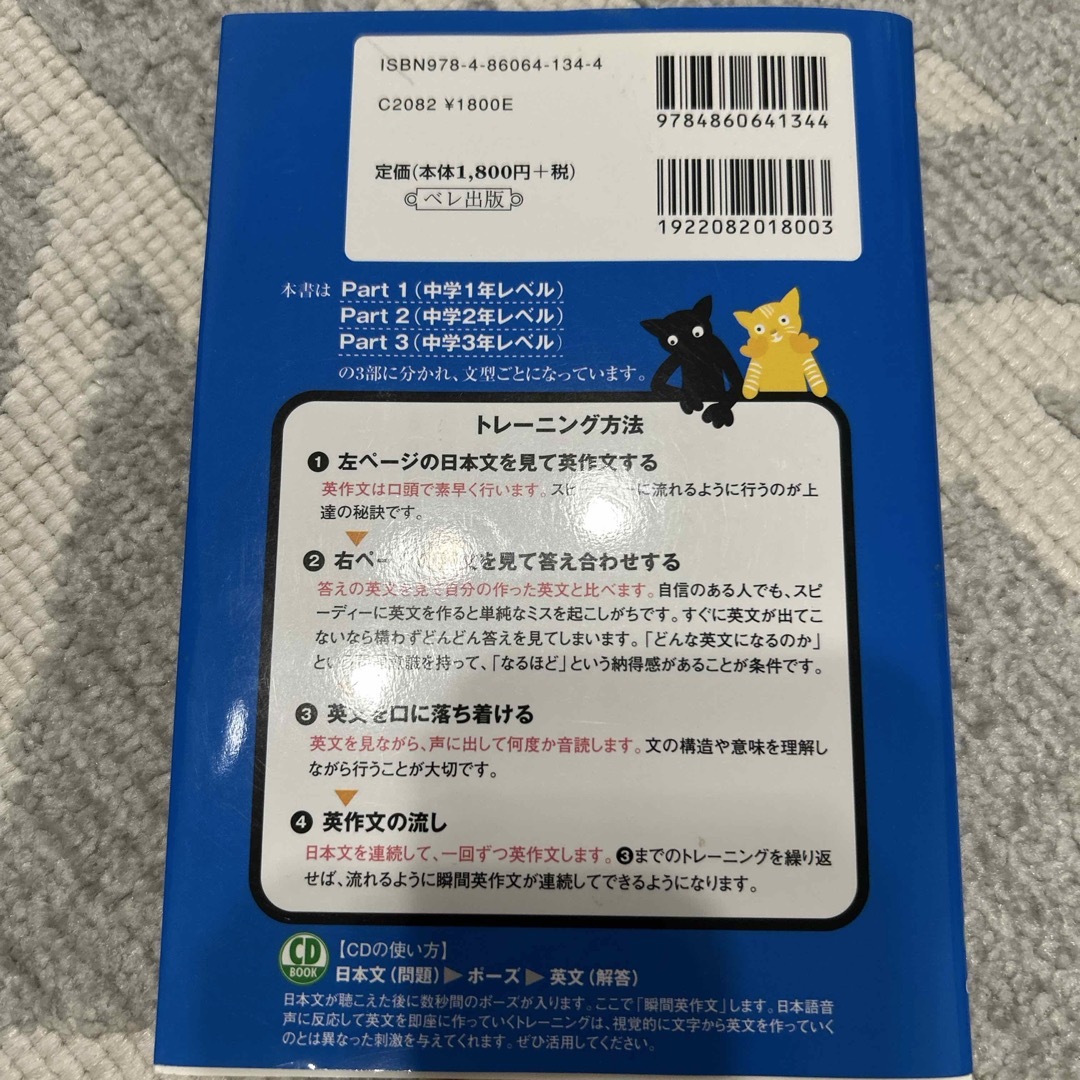 ISBN978-4-86064-134-4
C2082 ¥1800E
定価(本体1,800円+税)
ベレ出版
9784860641344
1922082018003
本書は Part 1(中学1年レベル)
Part 2(中学2年レベル)
Part 3(中学3年レベル)
の3部に分かれ、文型ごとになっています。
トレーニング方法
❶ 左ページの日本文を見て英作文する
英作文は口頭で素早く行います。スピ に流れるように行うのが上
達の秘訣です。
❷ 右ペー を見て答え合わせする
答えの英文を見て自分の作った英文と比べます。自信のある人でも、スピ
ーディーに英文を作ると単純なミスを起こしがちです。すぐに英文が出てこ
ないなら構わずどんどん答えを見てしまいます。「どんな英文になるのか」
とい 識を持って、「なるほど」という納得感があることが条件です。
❸ 英文を口に落ち着ける
英文を見ながら、声に出して何度か音読します。文の構造や意味を理解し
ながら行うことが大切です。
❹ 英作文の流し
日本文を連続して、一回ずつ英作文します。❸までのトレーニングを繰り返
せば、流れるように瞬間英作文が連続してできるようになります。
CD BOOK
【CDの使い方】
日本文(問題)▶ポーズ▶英文(解答)
日本文が聴こえた後に数秒間のポーズが入ります。ここで「瞬間英作文」します。日本語音
声に反応して英文を即座に作っていくトレーニングは、視覚的に文字から英文を作っていく
のとは異なった刺激を与えてくれます。ぜひ活用してください。